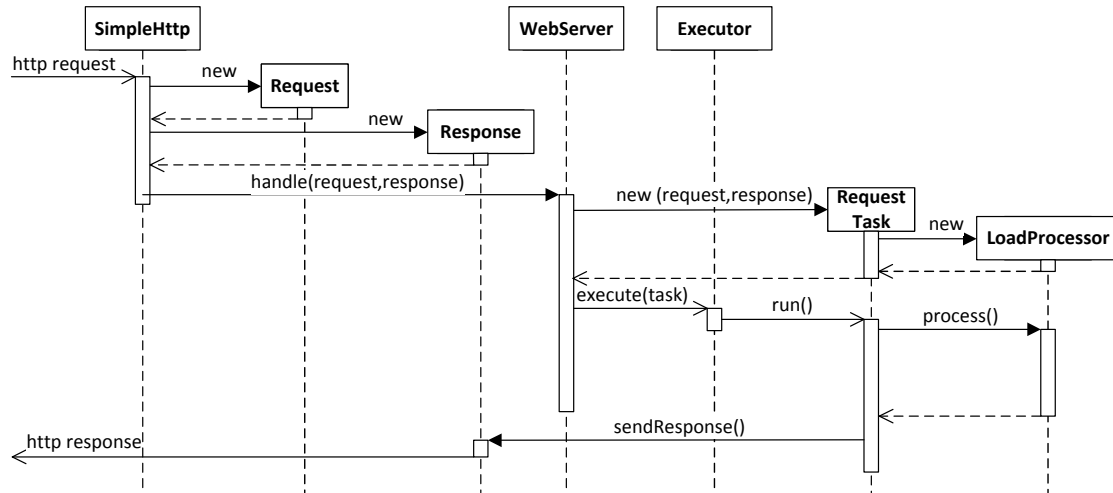 SimpleHttp
WebServer
Executor
http request
new
Request
new
Response
handle(request,response)
new (request,response)
Request
Task
new
LoadProcessor
execute(task)
run()
process()
sendResponse()
http response